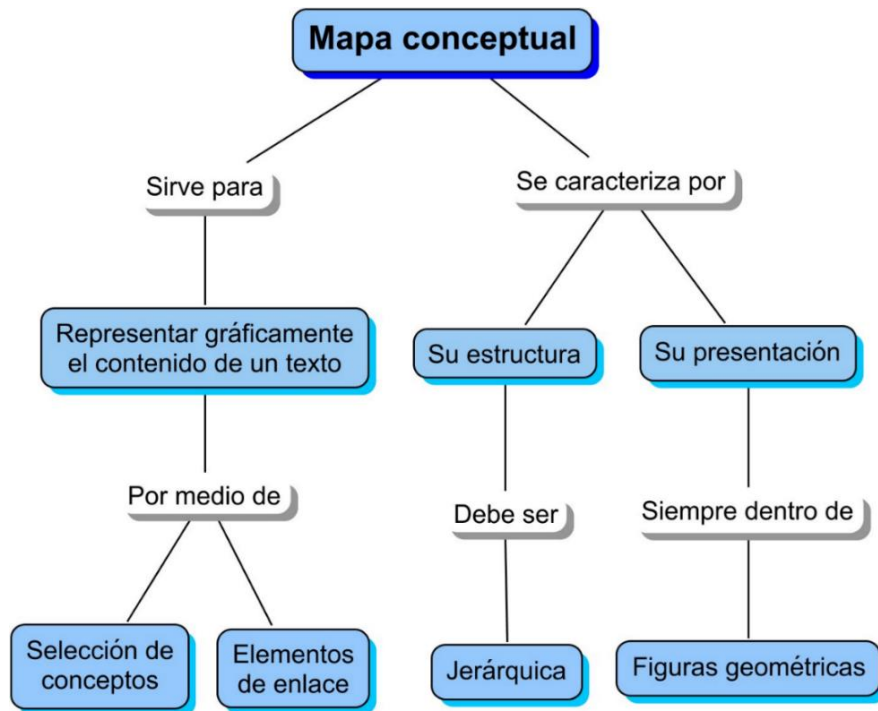 Mapa conceptual
Sirve para
Se caracteriza por
Representar gráficamente
el contenido de un texto
Su estructura
Su presentación
Por medio de
Debe ser
Siempre dentro de
Selección de
conceptos
Elementos
de enlace
Jerárquica
Figuras geométricas